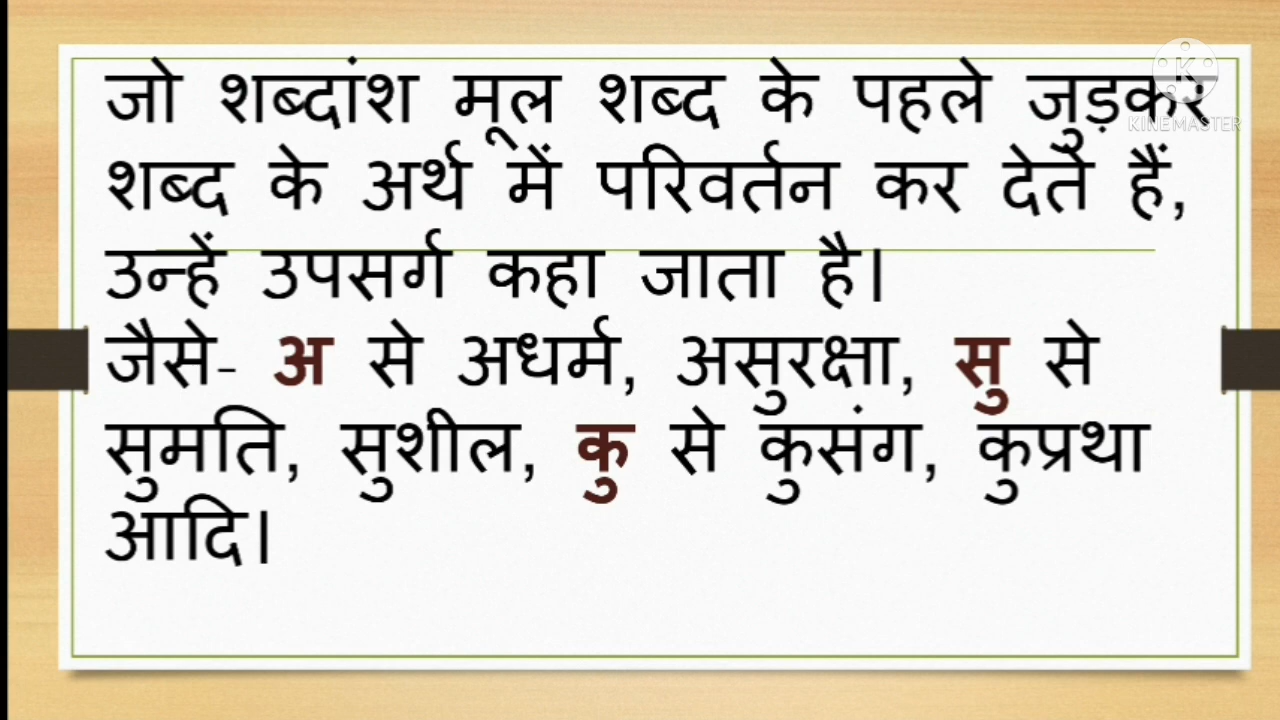 जो शब्दांश मूल शब्द के पहले जुड़कर
शब्द के अर्थ में परिवर्तन कर देते हैं,
उन्हें उपसर्ग कहा जाता है।
जैसे- अ से अधर्म, असुरक्षा, सु से
सुमति, सुशील, कु से कुसंग, कुप्रथा
आदि।
K
KINEMASTER